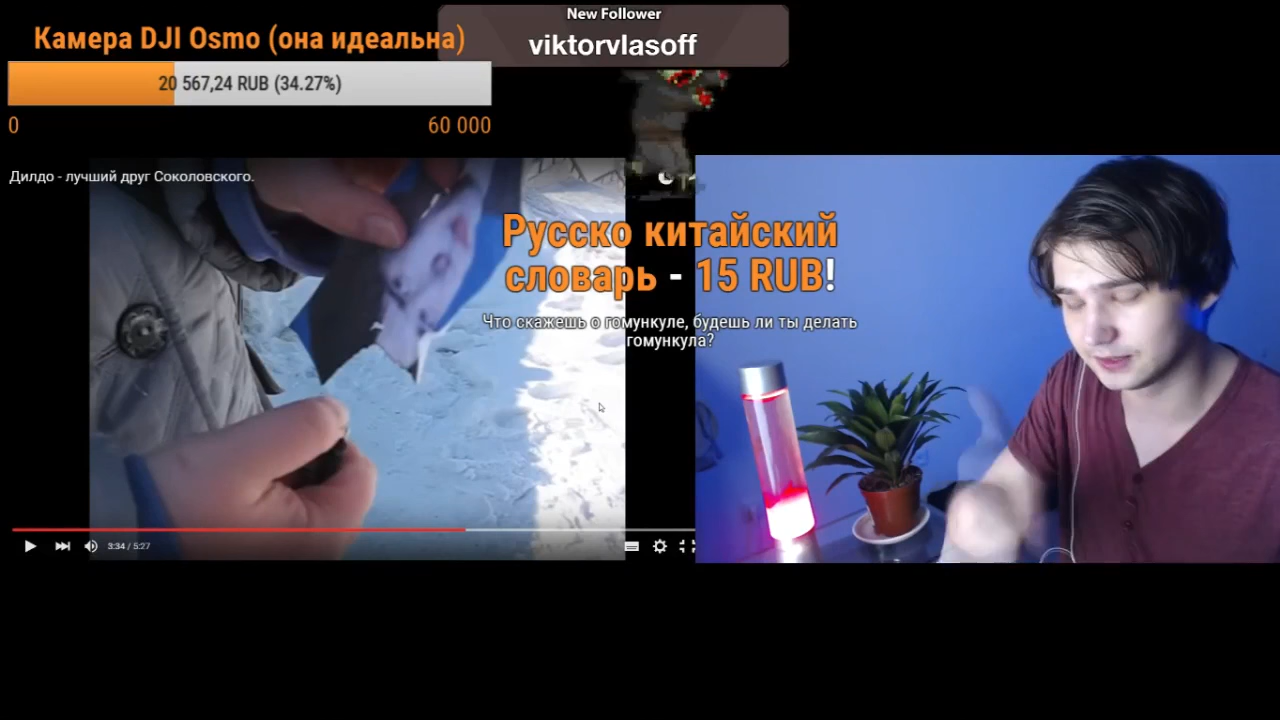 New Follower
viktorvlasoff
Камера DJI Osmo (она идеальна)
20 567,24 RUB (34.27%)
0
60 000
Дилдо - лучший друг Соколовского.
Русско китайский
словарь - 15 RUB!
Что скажешь о гомункуле, будешь ли ты делать
гомункула?
3:34 / 5:27